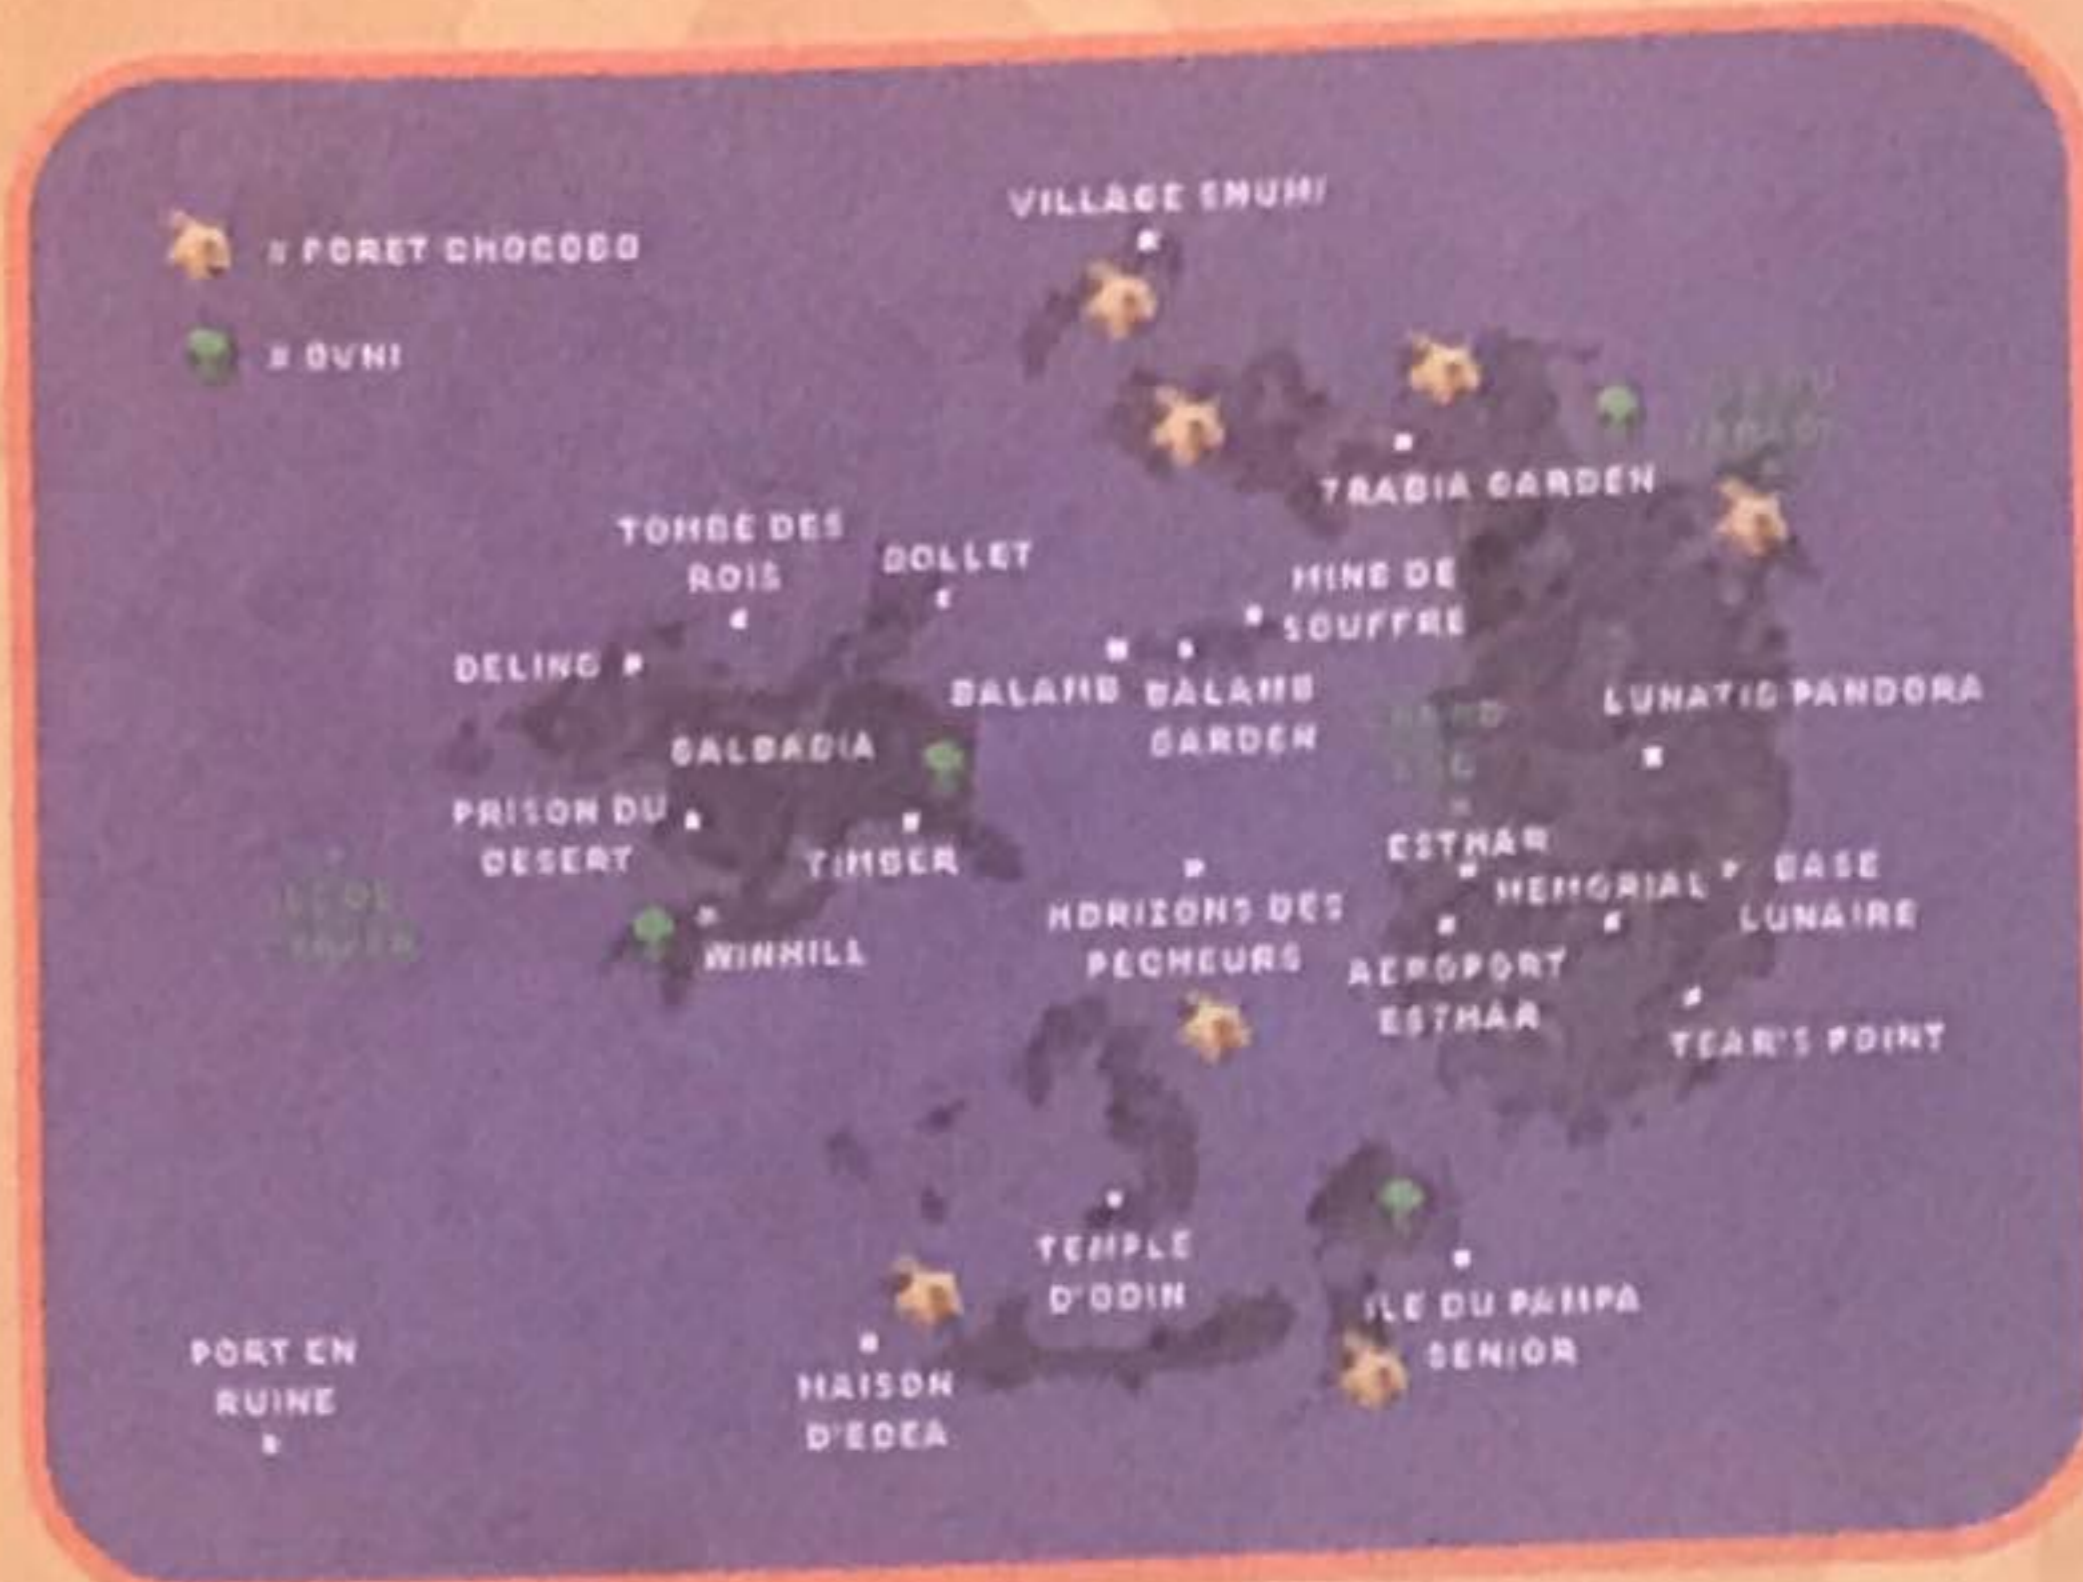 VILLAGE SHUMI
= FORET CHOCOBO
= OVNI
TRABIA GARDEN
TOMBE DES
ROIS
DOLLET
MINE DE
SOUFFRE
DELING
BALAMB
BALAMB
GARDEN
LUNATIC PANDORA
GALBADIA
PRISON DU
DESERT
TIMBER
ESTHAR
MEMORIAL
BASE
LUNAIRE
HORIZONS DES
PECHEURS
WINHILL
AEROPORT
ESTHAR
TEAR'S POINT
TEMPLE
D'ODIN
ILE DU PAMPA
SENIOR
PORT EN
RUINE
MAISON
D'EDEA